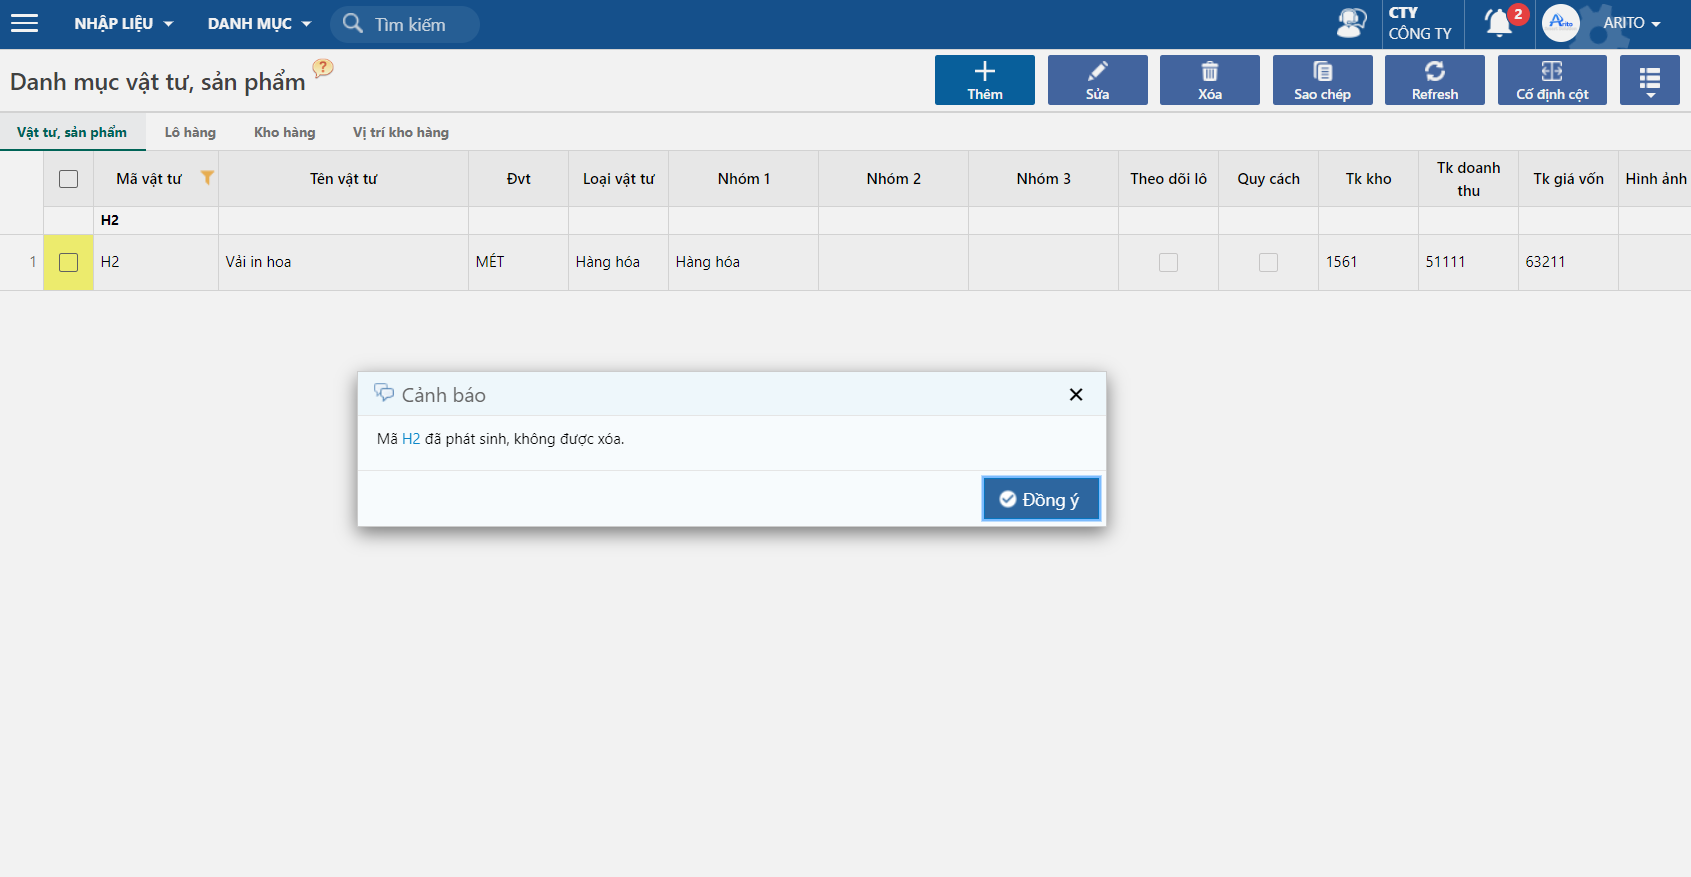 NHẬP LIỆU DANH MỤC Tìm kiếm CTY CÔNG TY 2 Arito ARITO
Danh mục vật tư, sản phẩm ? Thêm Sửa Xóa Sao chép Refresh Cố định cột
Vật tư, sản phẩm Lô hàng Kho hàng Vị trí kho hàng
Mã vật tư Tên vật tư Đvt Loại vật tư Nhóm 1 Nhóm 2 Nhóm 3 Theo dõi lô Quy cách Tk kho Tk doanh thu Tk giá vốn Hình ảnh
H2
1 H2 Vải in hoa MÉT Hàng hóa Hàng hóa 1561 51111 63211
Cảnh báo
Mã H2 đã phát sinh, không được xóa.
Đồng ý